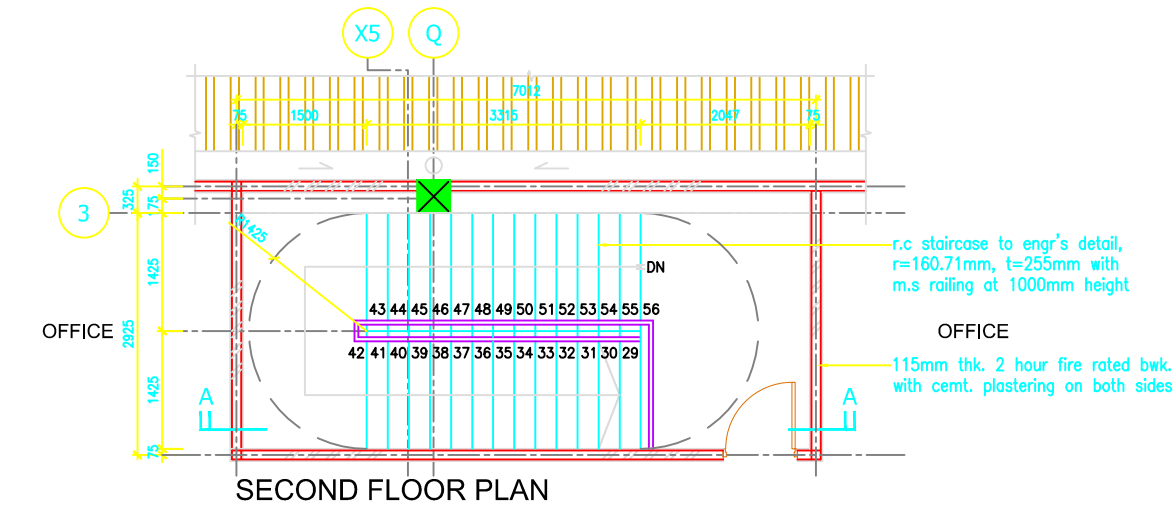 X5
Q
7012
75
1500
3315
2047
75
150
325
75
3
R1425
1425
2925
1425
75
r.c staircase to engr's detail,
r=160.71mm, t=255mm with
m.s railing at 1000mm height
DN
43 44 45 46 47 48 49 50 51 52 53 54 55 56
42 41 40 39 38 37 36 35 34 33 32 31 30 29
OFFICE
OFFICE
115mm thk. 2 hour fire rated bwk.
with cemt. plastering on both sides
A
A
SECOND FLOOR PLAN